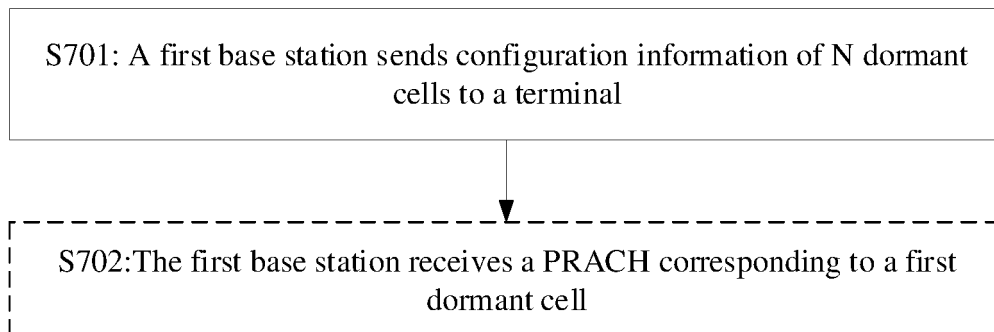 S701: A first base station sends configuration information of N dormant
cells to a terminal
S702:The first base station receives a PRACH corresponding to a first
dormant cell